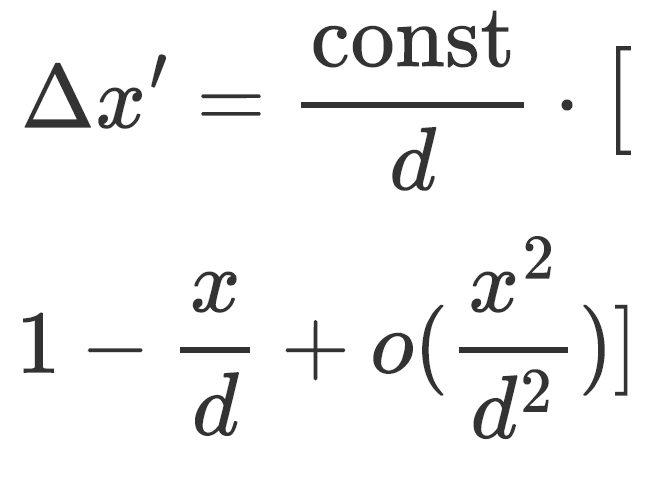 Δx′ = const/d · [
1 − x/d + o(x²/d²)]